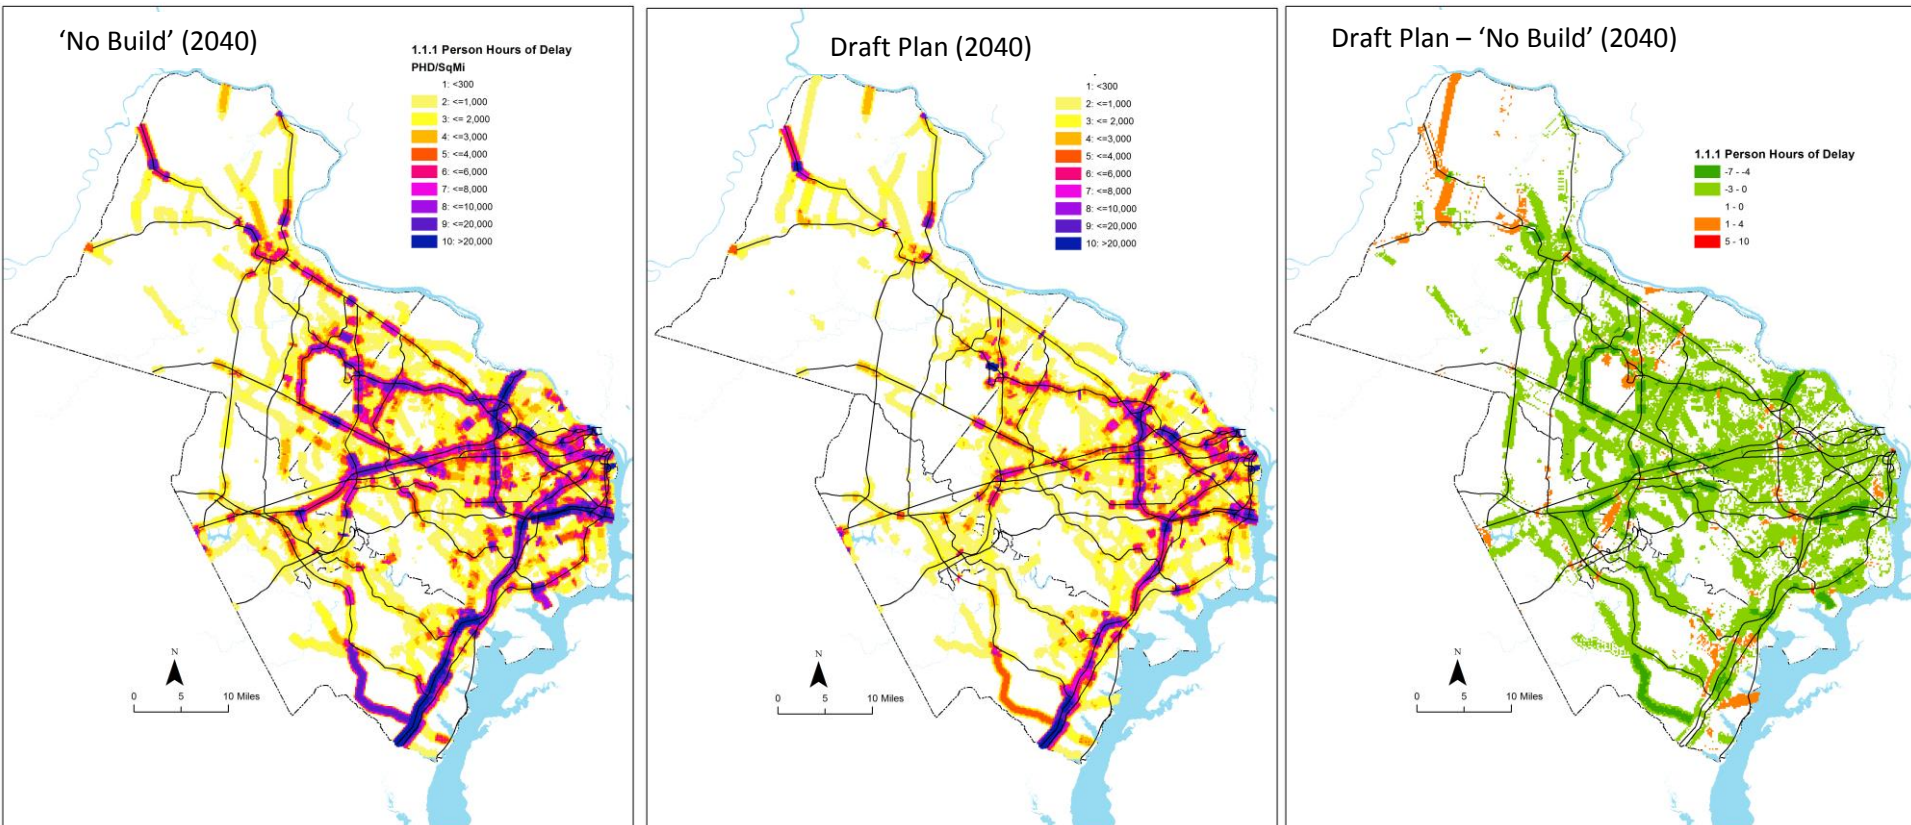 'No Build' (2040)
1.1.1 Person Hours of Delay
PHD/SqMi
1: <300
2: <=1,000
3: <= 2,000
4: <=3,000
5: <=4,000
6: <=6,000
7: <=8,000
8: <=10,000
9: <=20,000
10: >20,000
N
0 5 10 Miles
Draft Plan (2040)
1: <300
2: <=1,000
3: <= 2,000
4: <=3,000
5: <=4,000
6: <=6,000
7: <=8,000
8: <=10,000
9: <=20,000
10: >20,000
N
0 5 10 Miles
Draft Plan – 'No Build' (2040)
1.1.1 Person Hours of Delay
-7 - -4
-3 - 0
1 - 0
1 - 4
5 - 10
N
0 5 10 Miles